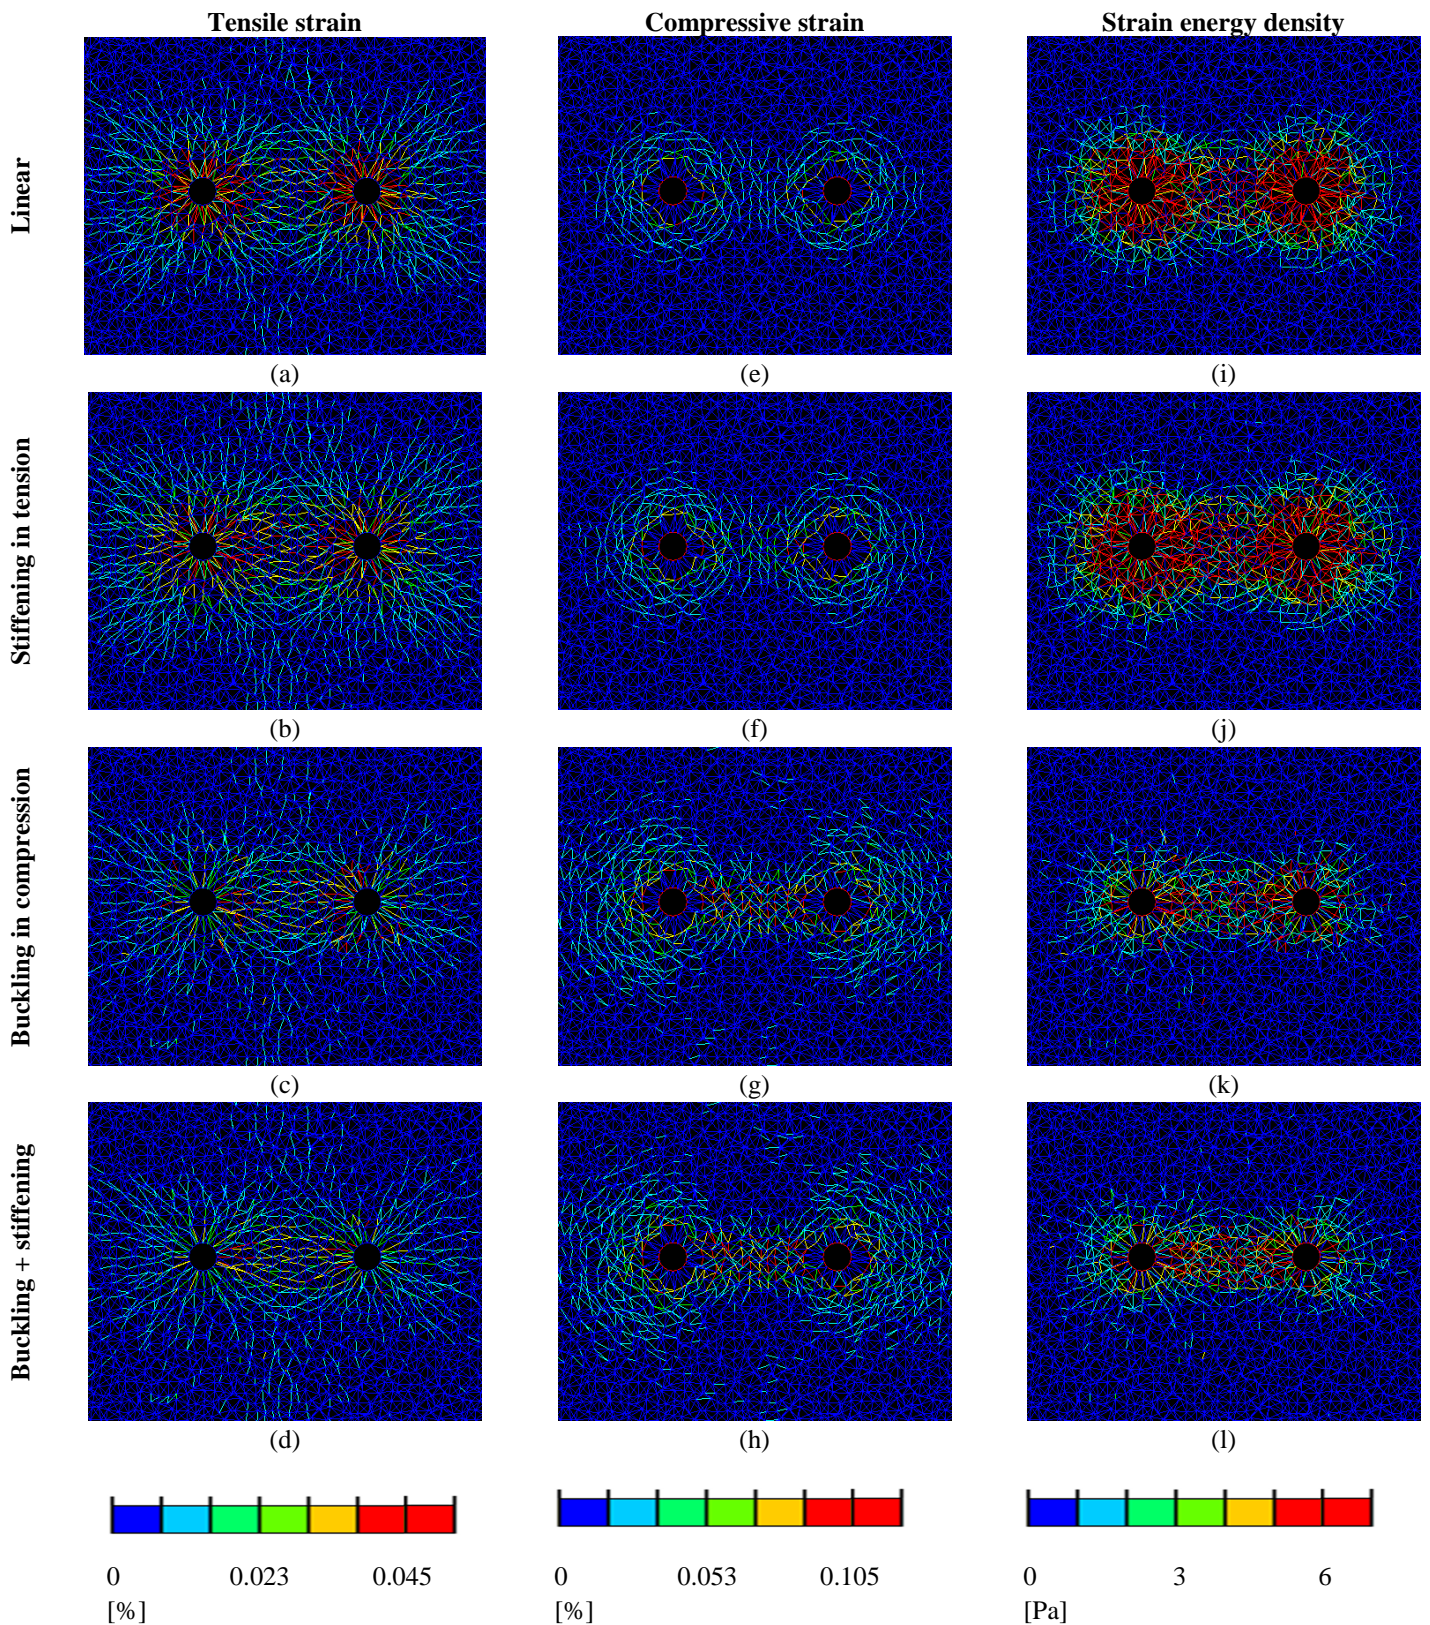 Tensile strain Compressive strain Strain energy density
Linear
(a) (e) (i)
Stiffening in tension
(b) (f) (j)
Buckling in compression
(c) (g) (k)
Buckling + stiffening
(d) (h) (l)
0 0.023 0.045 0 0.053 0.105 0 3 6
[%] [%] [Pa]